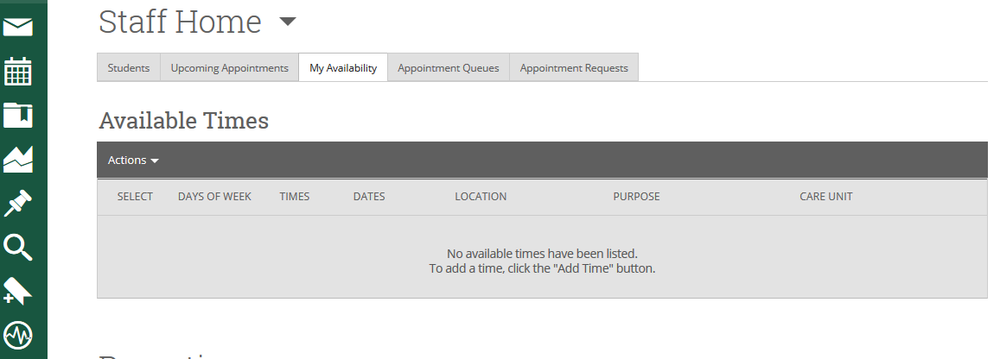 Staff Home
Students Upcoming Appointments My Availability Appointment Queues Appointment Requests
Available Times
Actions
SELECT DAYS OF WEEK TIMES DATES LOCATION PURPOSE CARE UNIT
No available times have been listed.
To add a time, click the "Add Time" button.